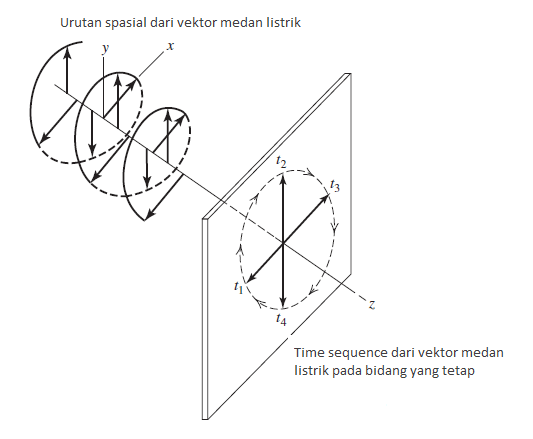 Urutan spasial dari vektor medan listrik
y
x
t2
t3
t1
t4
z
Time sequence dari vektor medan
listrik pada bidang yang tetap